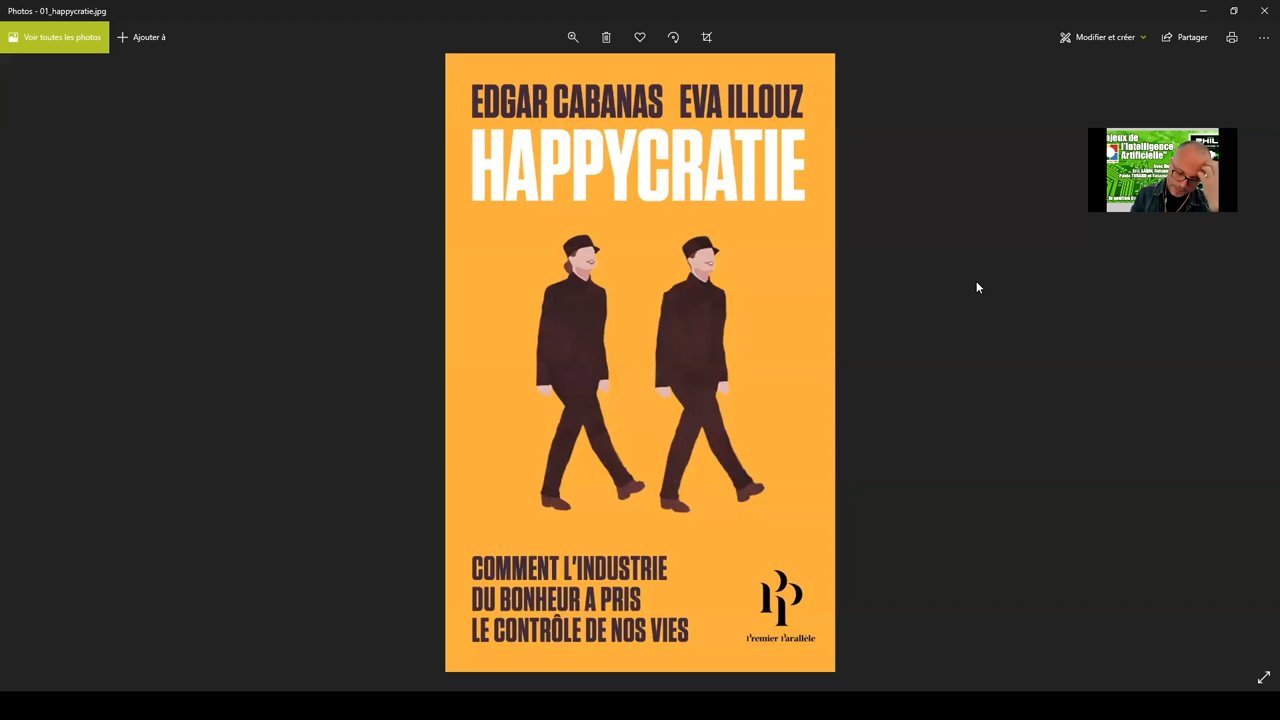 Photos - 01_happycratie.jpg
Voir toutes les photos
Ajouter à
Modifier et créer
Partager
EDGAR CABANAS EVA ILLOUZ
HAPPYCRATIE
COMMENT L'INDUSTRIE
DU BONHEUR A PRIS
LE CONTRÔLE DE NOS VIES
PP
Premier Parallèle
l'Intelligence
Artificielle"